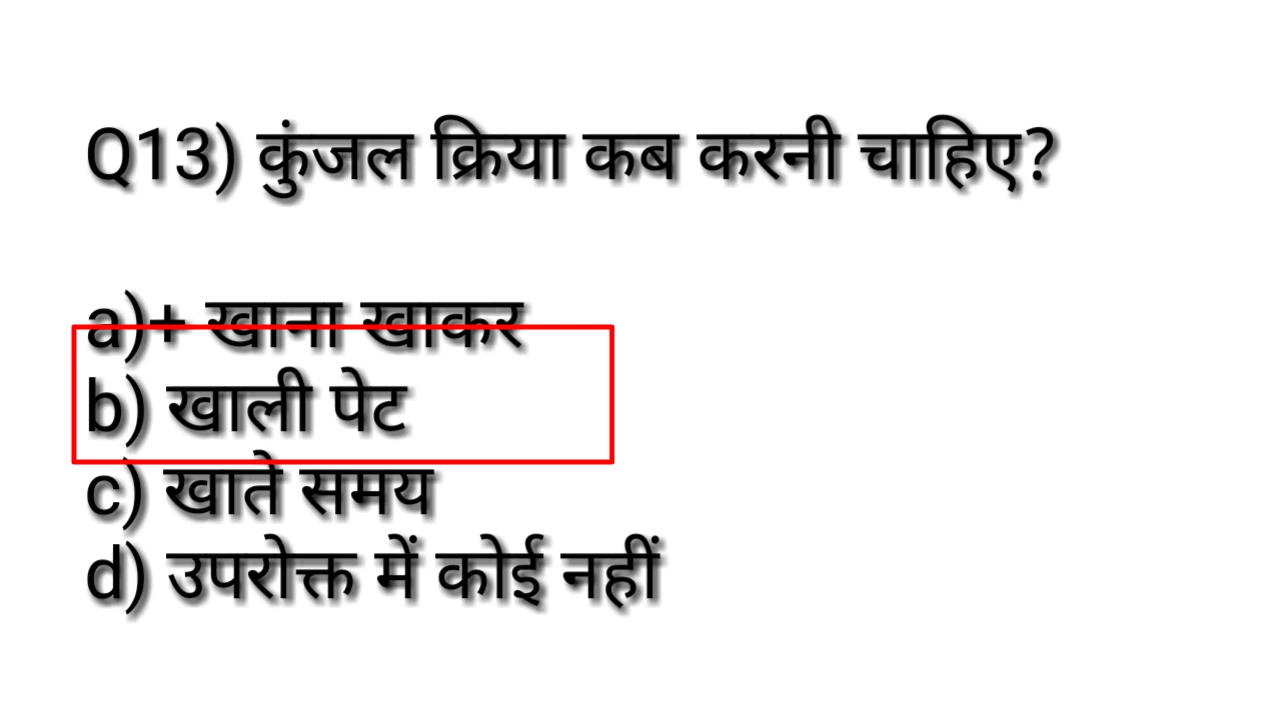 Q13) कुंजल क्रिया कब करनी चाहिए?
a)+ खाना खाकर
b) खाली पेट
c) खाते समय
d) उपरोक्त में कोई नहीं